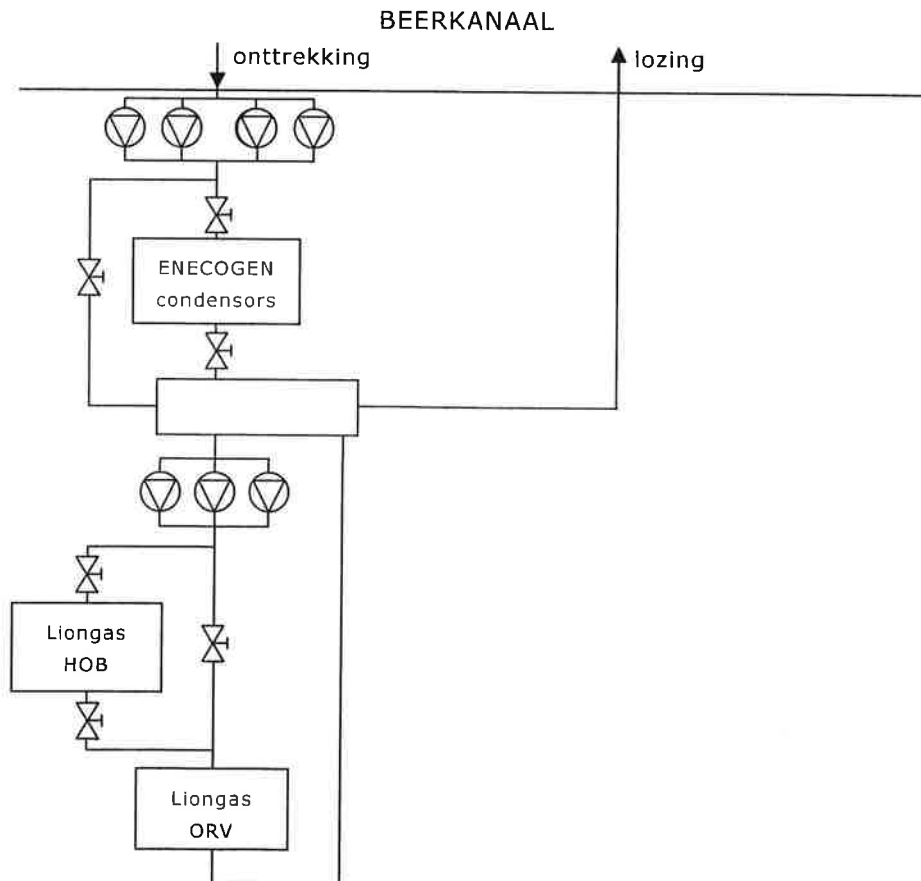 BEERKANAAL
onttrekking
lozing
ENECOGEN
condensors
Liongas
HOB
Liongas
ORV